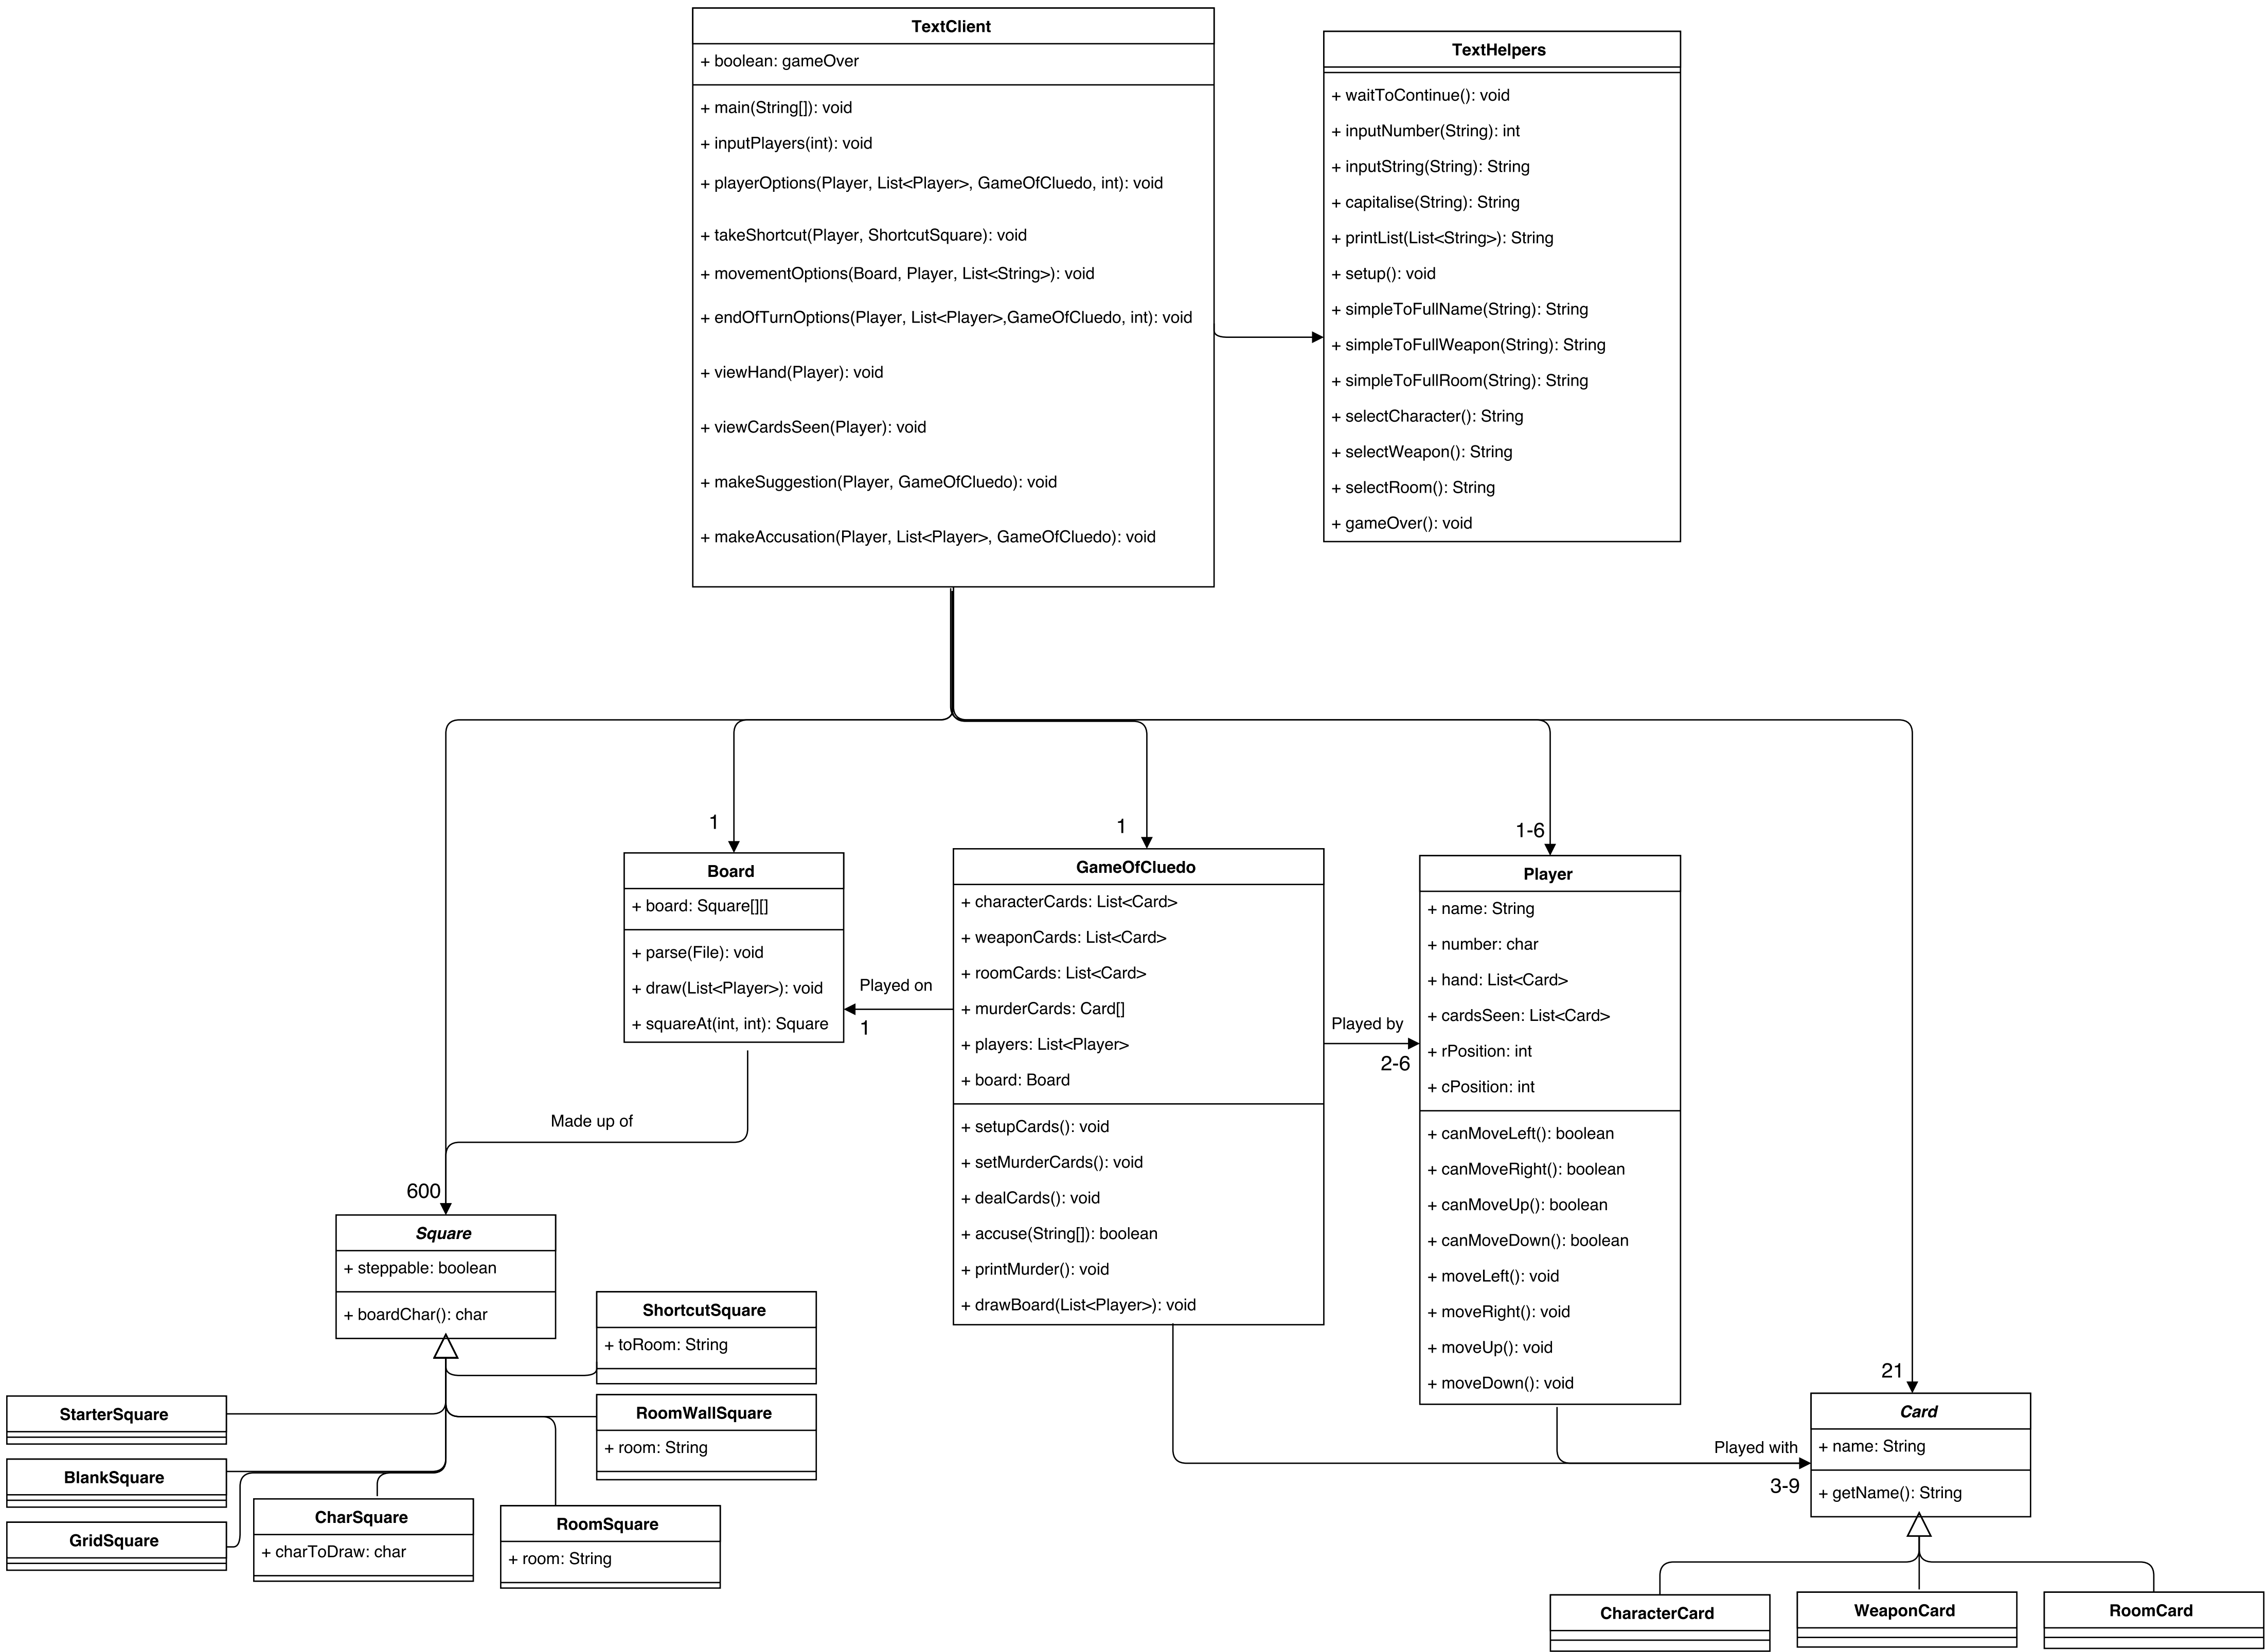 TextClient
+ boolean: gameOver
+ main(String[]): void
+ inputPlayers(int): void
+ playerOptions(Player, List<Player>, GameOfCluedo, int): void
+ takeShortcut(Player, ShortcutSquare): void
+ movementOptions(Board, Player, List<String>): void
+ endOfTurnOptions(Player, List<Player>,GameOfCluedo, int): void
+ viewHand(Player): void
+ viewCardsSeen(Player): void
+ makeSuggestion(Player, GameOfCluedo): void
+ makeAccusation(Player, List<Player>, GameOfCluedo): void
TextHelpers
+ waitToContinue(): void
+ inputNumber(String): int
+ inputString(String): String
+ capitalise(String): String
+ printList(List<String>): String
+ setup(): void
+ simpleToFullName(String): String
+ simpleToFullWeapon(String): String
+ simpleToFullRoom(String): String
+ selectCharacter(): String
+ selectWeapon(): String
+ selectRoom(): String
+ gameOver(): void
1
Board
+ board: Square[][]
+ parse(File): void
+ draw(List<Player>): void
+ squareAt(int, int): Square
Played on
1
1
GameOfCluedo
+ characterCards: List<Card>
+ weaponCards: List<Card>
+ roomCards: List<Card>
+ murderCards: Card[]
+ players: List<Player>
+ board: Board
+ setupCards(): void
+ setMurderCards(): void
+ dealCards(): void
+ accuse(String[]): boolean
+ printMurder(): void
+ drawBoard(List<Player>): void
Played by
2-6
1-6
Player
+ name: String
+ number: char
+ hand: List<Card>
+ cardsSeen: List<Card>
+ rPosition: int
+ cPosition: int
+ canMoveLeft(): boolean
+ canMoveRight(): boolean
+ canMoveUp(): boolean
+ canMoveDown(): boolean
+ moveLeft(): void
+ moveRight(): void
+ moveUp(): void
+ moveDown(): void
Made up of
600
Square
+ steppable: boolean
+ boardChar(): char
ShortcutSquare
+ toRoom: String
StarterSquare
RoomWallSquare
+ room: String
BlankSquare
GridSquare
CharSquare
+ charToDraw: char
RoomSquare
+ room: String
21
Played with
3-9
Card
+ name: String
+ getName(): String
CharacterCard
WeaponCard
RoomCard